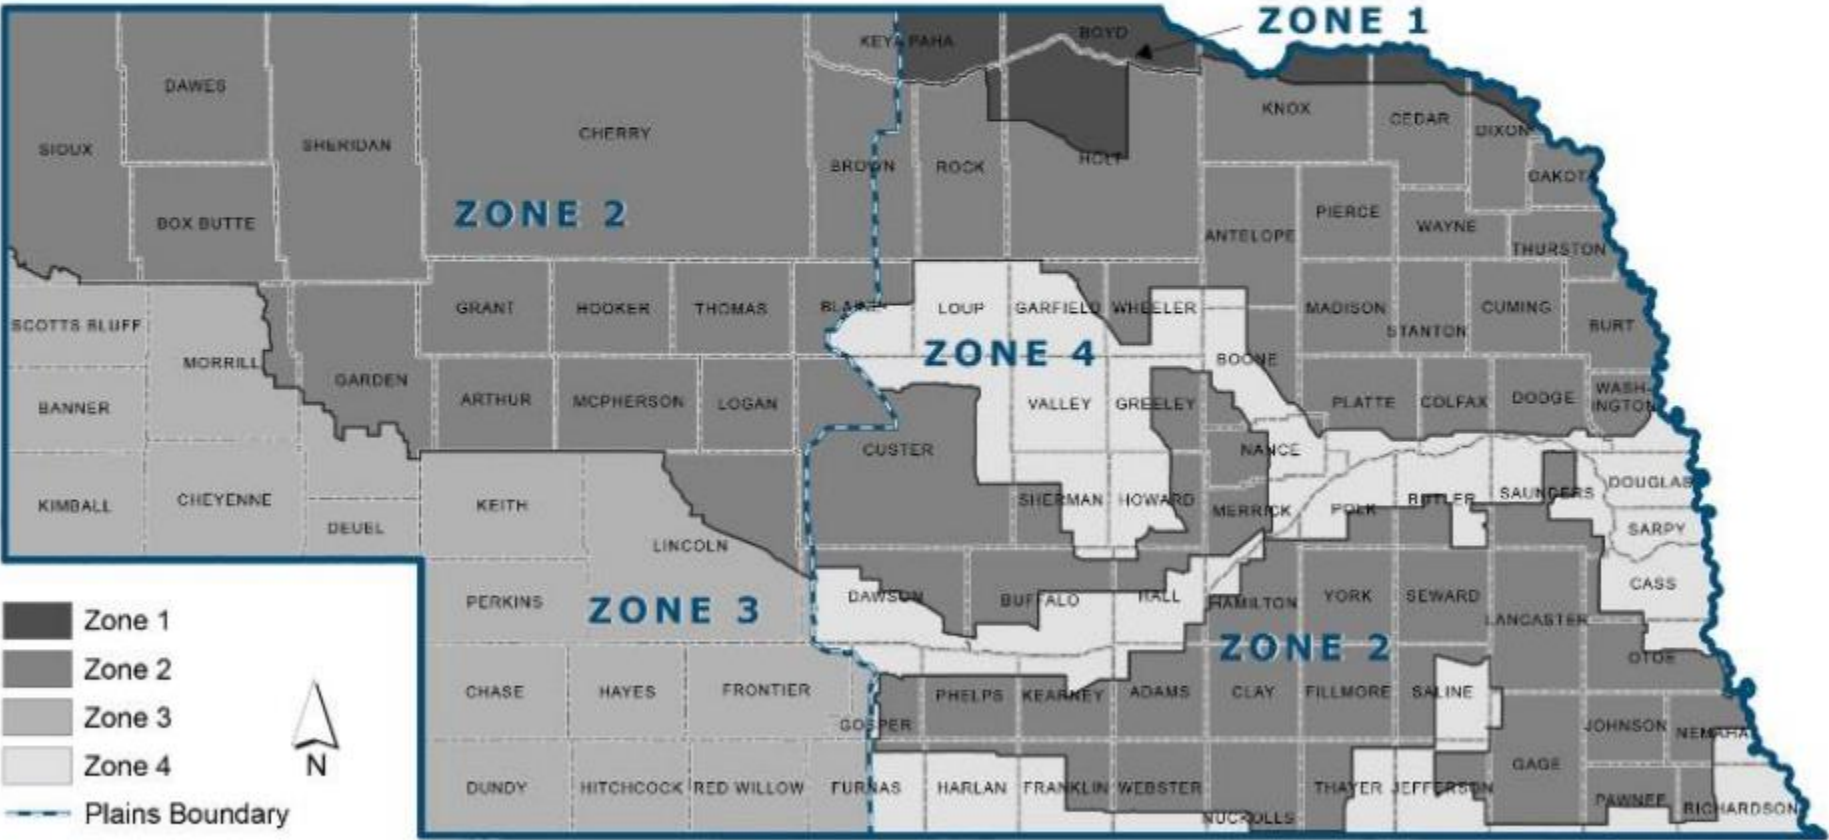 ZONE 1
KEYA PAHA
BOYD
DAWES
SIOUX
SHERIDAN
CHERRY
BROWN
ROCK
HOLT
KNOX
CEDAR
DIXON
DAKOTA
BOX BUTTE
ZONE 2
ANTELOPE
PIERCE
WAYNE
THURSTON
SCOTTS BLUFF
MORRILL
GRANT
HOOKER
THOMAS
BLAINE
LOUP
GARFIELD
WHEELER
MADISON
STANTON
CUMING
BURT
ZONE 4
BOONE
BANNER
GARDEN
ARTHUR
MCPHERSON
LOGAN
VALLEY
GREELEY
PLATTE
COLFAX
DODGE
WASH-
INGTON
CUSTER
NANCE
KIMBALL
CHEYENNE
DEUEL
KEITH
LINCOLN
SHERMAN
HOWARD
MERRICK
POLK
BUTLER
SAUNDERS
DOUGLAS
SARPY
CASS
PERKINS
ZONE 3
DAWSON
BUFFALO
HALL
HAMILTON
YORK
SEWARD
LANCASTER
ZONE 2
OTOE
CHASE
HAYES
FRONTIER
GOSPER
PHELPS
KEARNEY
ADAMS
CLAY
FILLMORE
SALINE
JOHNSON
NEMAHA
DUNDY
HITCHCOCK
RED WILLOW
FURNAS
HARLAN
FRANKLIN
WEBSTER
NUCKOLLS
THAYER
JEFFERSON
GAGE
PAWNEE
RICHARDSON
Zone 1
Zone 2
Zone 3
Zone 4
Plains Boundary
N